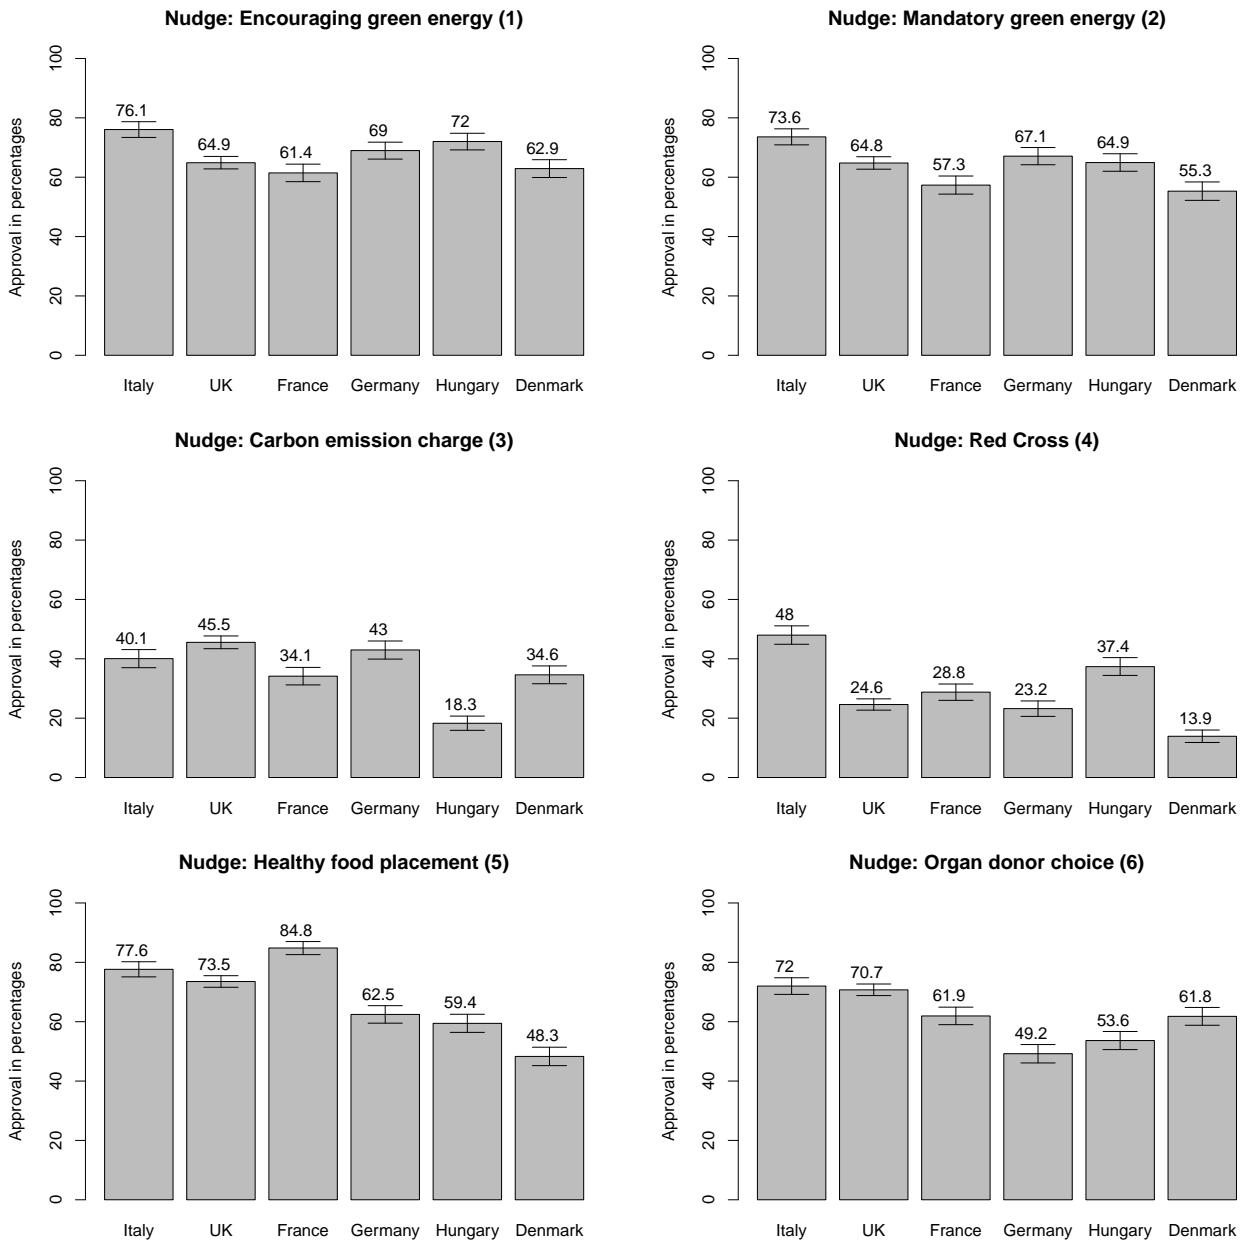 Nudge: Encouraging green energy (1)
Approval in percentages
0 20 40 60 80 100
76.1 64.9 61.4 69 72 62.9
Italy UK France Germany Hungary Denmark
Nudge: Mandatory green energy (2)
Approval in percentages
0 20 40 60 80 100
73.6 64.8 57.3 67.1 64.9 55.3
Italy UK France Germany Hungary Denmark
Nudge: Carbon emission charge (3)
Approval in percentages
0 20 40 60 80 100
40.1 45.5 34.1 43 18.3 34.6
Italy UK France Germany Hungary Denmark
Nudge: Red Cross (4)
Approval in percentages
0 20 40 60 80 100
48 24.6 28.8 23.2 37.4 13.9
Italy UK France Germany Hungary Denmark
Nudge: Healthy food placement (5)
Approval in percentages
0 20 40 60 80 100
77.6 73.5 84.8 62.5 59.4 48.3
Italy UK France Germany Hungary Denmark
Nudge: Organ donor choice (6)
Approval in percentages
0 20 40 60 80 100
72 70.7 61.9 49.2 53.6 61.8
Italy UK France Germany Hungary Denmark